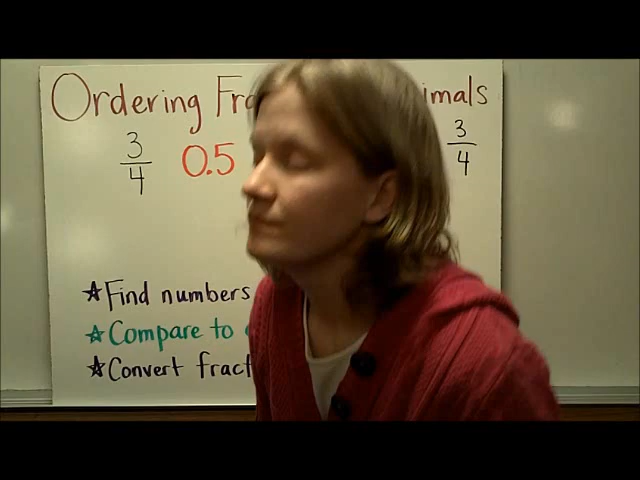 Ordering Fra imals
3/4 0.5 3/4
☆Find numbers
☆Compare to
☆Convert fract